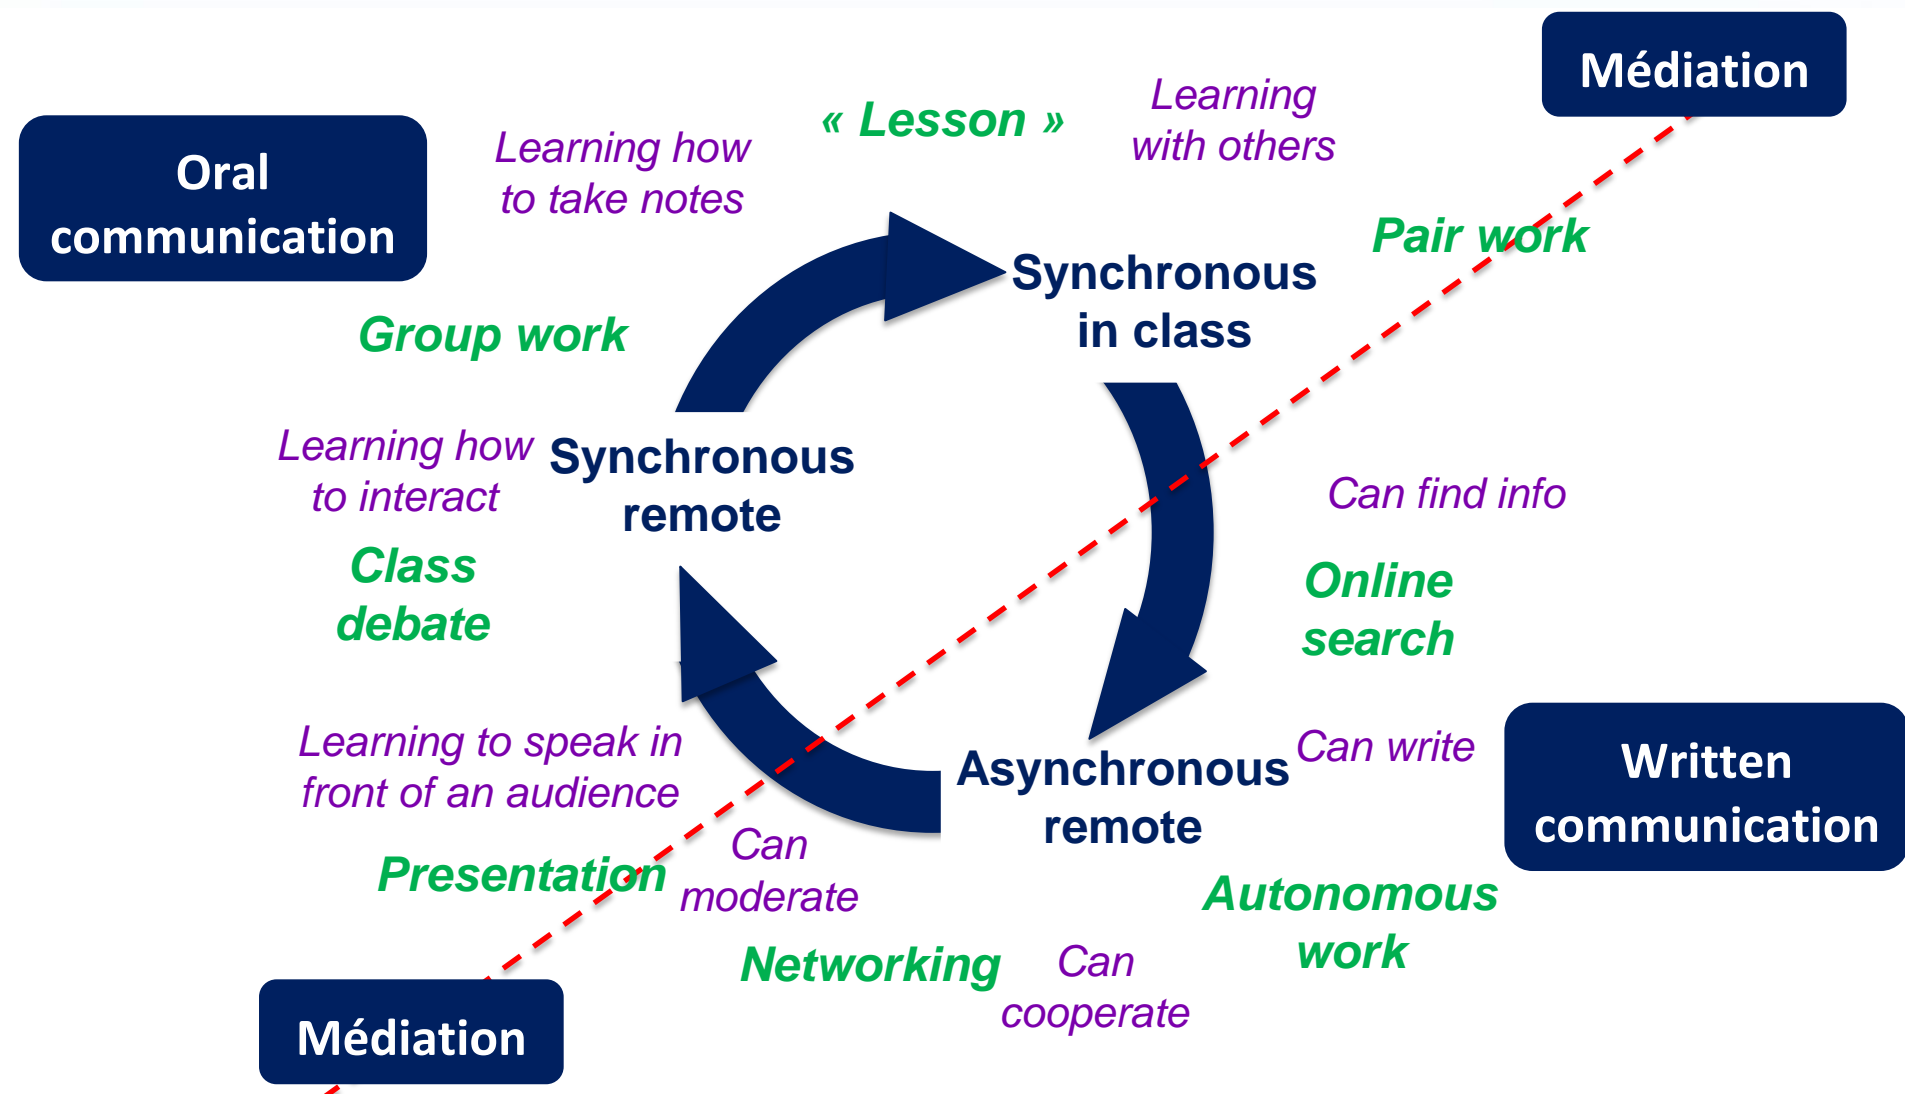 Médiation
Oral
communication
Learning how
to take notes
« Lesson »
Learning
with others
Pair work
Group work
Synchronous
in class
Learning how
to interact
Synchronous
remote
Can find info
Class
debate
Online
search
Learning to speak in
front of an audience
Asynchronous
remote
Can write
Written
communication
Presentation
Can
moderate
Autonomous
work
Networking
Can
cooperate
Médiation